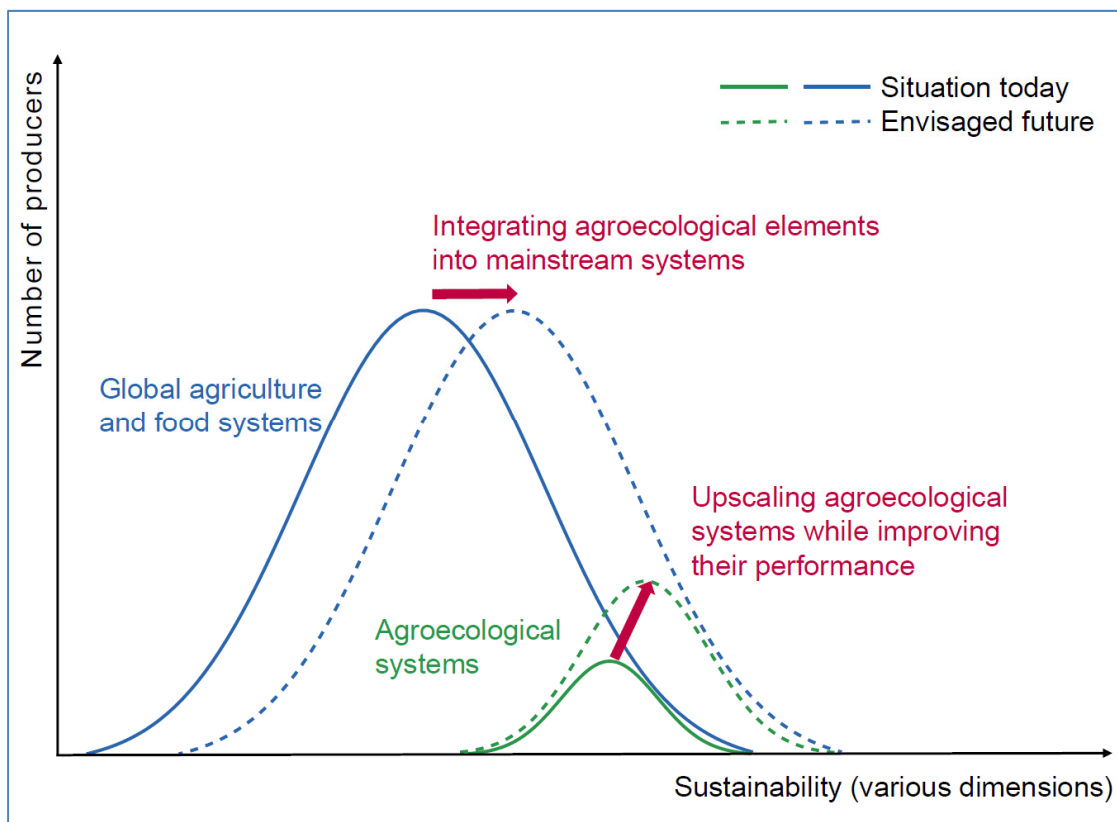 Number of producers
Situation today
Envisaged future
Integrating agroecological elements
into mainstream systems
Global agriculture
and food systems
Upscaling agroecological
systems while improving
their performance
Agroecological
systems
Sustainability (various dimensions)